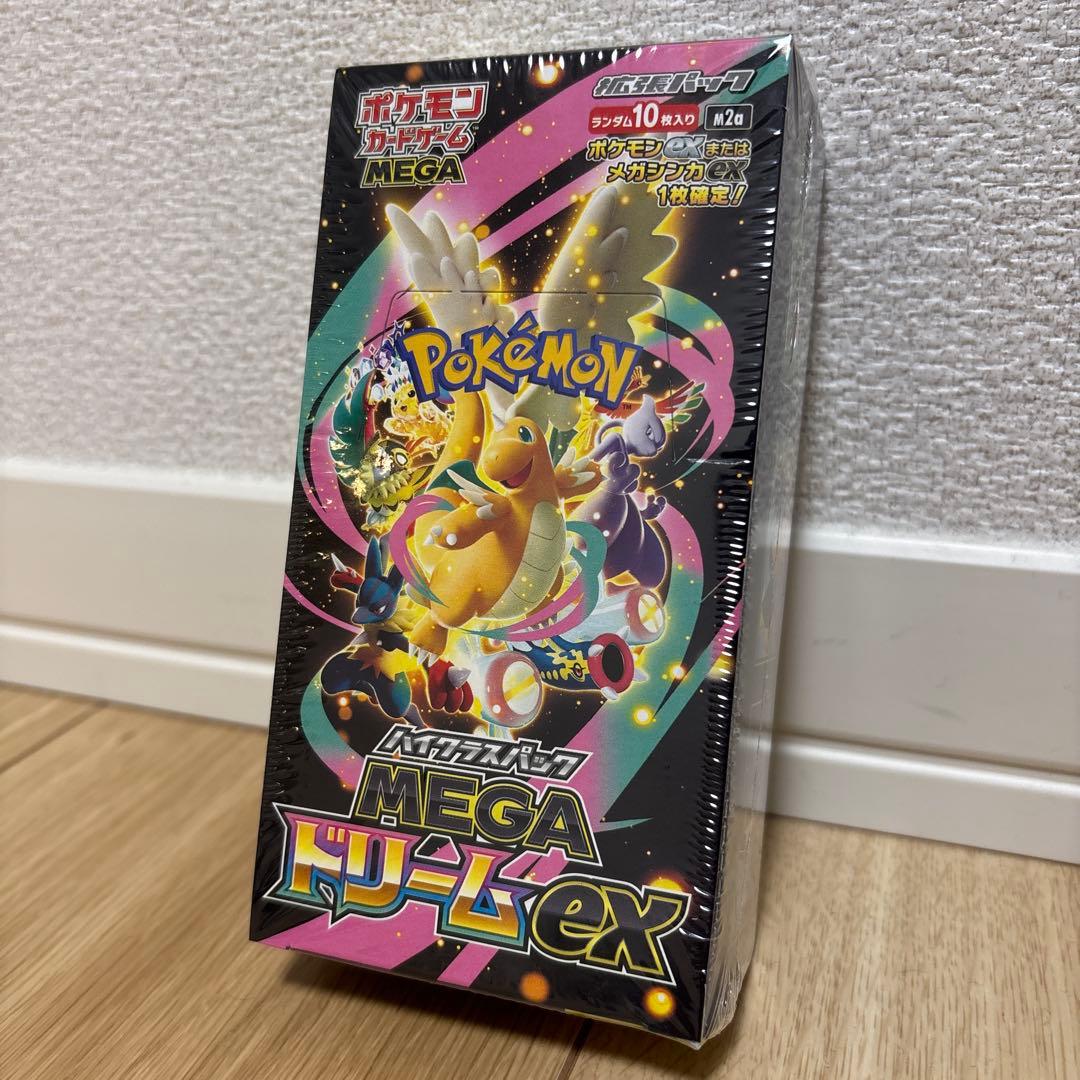 ポケモン
カードゲーム
MEGA
拡張パック
ランダム10枚入り M2a
ポケモンexまたは
メガシンカex
1枚確定!
POKéMON
TM
ハイクラスパック
MEGA
ドリームex